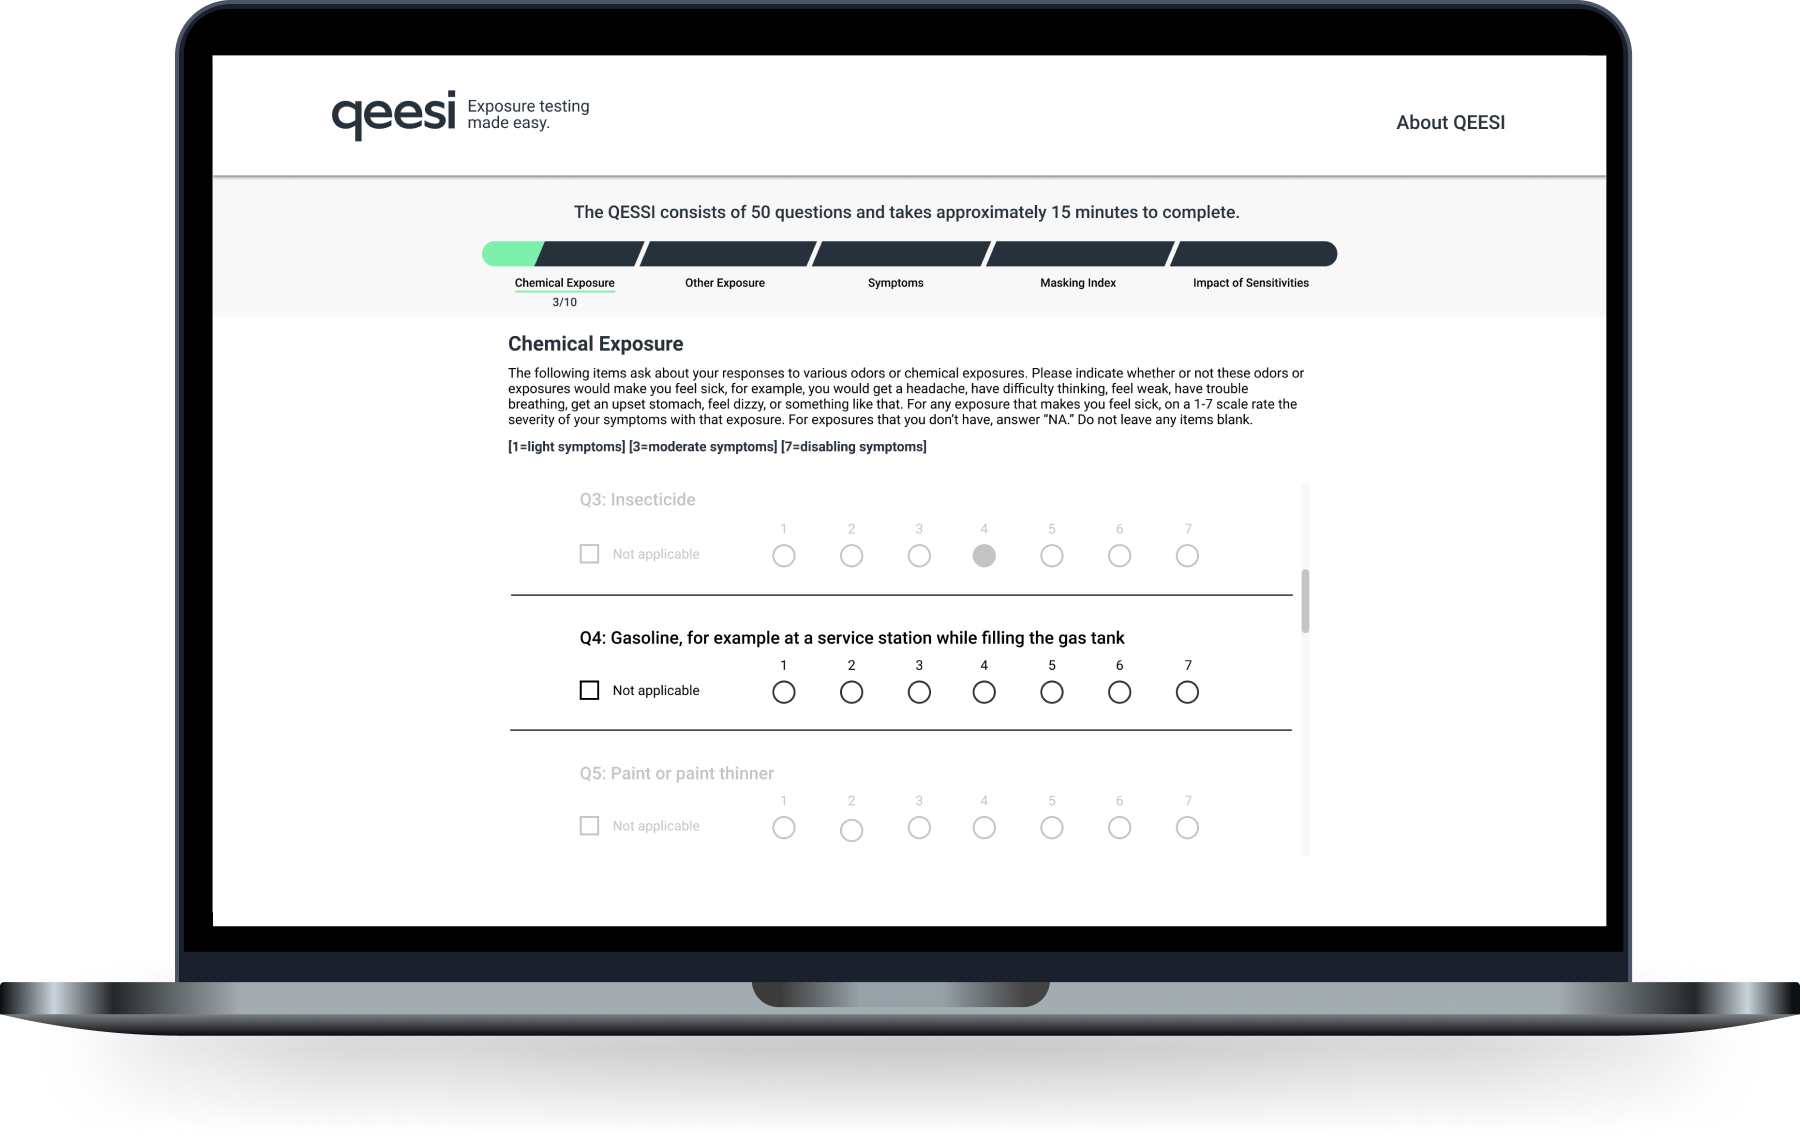 qeesi
Exposure testing
made easy.
About QEESI
The QESSI consists of 50 questions and takes approximately 15 minutes to complete.
Chemical Exposure
Other Exposure
Symptoms
Masking Index
Impact of Sensitivities
3/10
Chemical Exposure
The following items ask about your responses to various odors or chemical exposures. Please indicate whether or not these odors or
exposures would make you feel sick, for example, you would get a headache, have difficulty thinking, feel weak, have trouble
breathing, get an upset stomach, feel dizzy, or something like that. For any exposure that makes you feel sick, on a 1-7 scale rate the
severity of your symptoms with that exposure. For exposures that you don’t have, answer “NA.” Do not leave any items blank.
[1=light symptoms] [3=moderate symptoms] [7=disabling symptoms]
Q3: Insecticide
1 2 3 4 5 6 7
Not applicable
Q4: Gasoline, for example at a service station while filling the gas tank
1 2 3 4 5 6 7
Not applicable
Q5: Paint or paint thinner
1 2 3 4 5 6 7
Not applicable